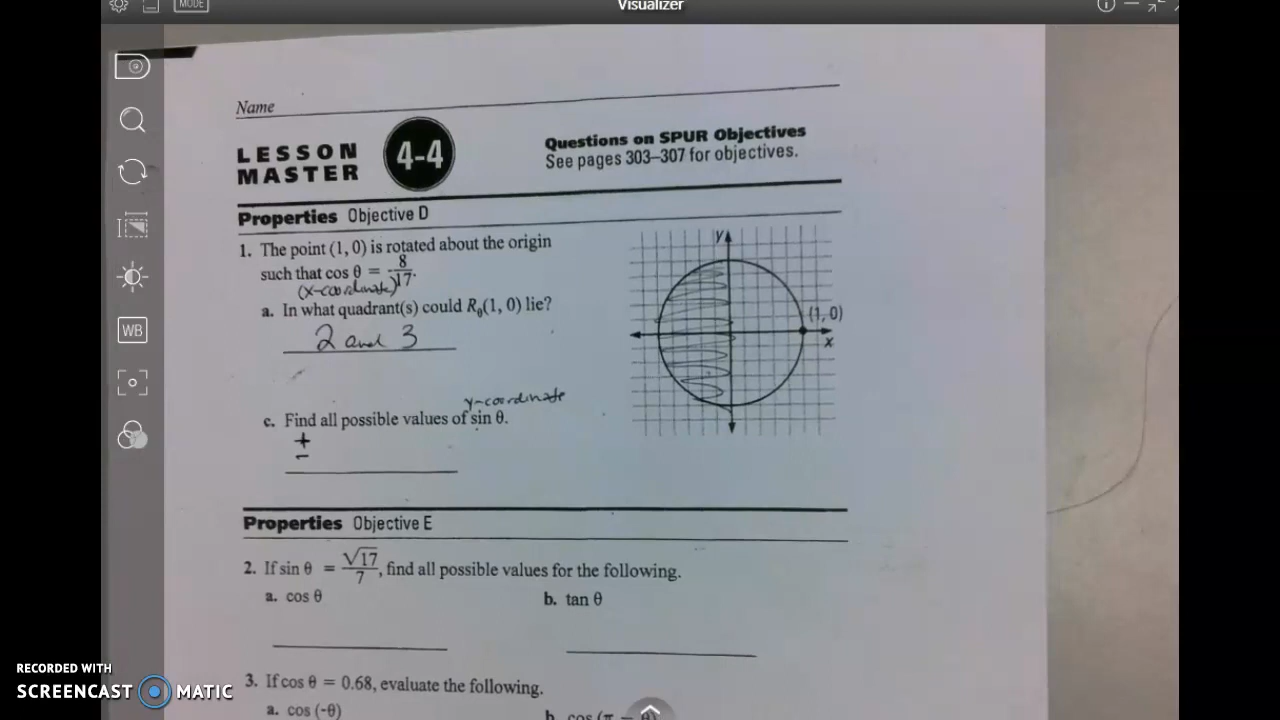 Visualizer
MODE
WB
Name
LESSON
MASTER
4-4
Questions on SPUR Objectives
See pages 303–307 for objectives.
Properties Objective D
1. The point (1, 0) is rotated about the origin
such that cos θ = -8/17.
(x-coordinate)
a. In what quadrant(s) could Rθ(1, 0) lie?
2 and 3
y-coordinate
c. Find all possible values of sin θ.
±
y
(1, 0)
x
Properties Objective E
2. If sin θ = √17/7, find all possible values for the following.
a. cos θ
b. tan θ
3. If cos θ = 0.68, evaluate the following.
a. cos (-θ)
b. cos (π − θ)
RECORDED WITH
SCREENCAST MATIC